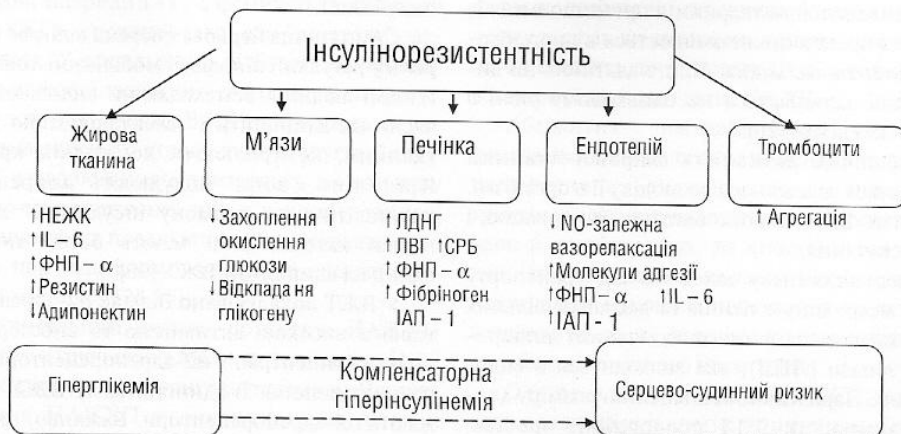 Інсулінорезистентність
Жирова
тканина
М’язи
Печінка
Ендотелій
Тромбоцити
↑НЕЖК
↑IL – 6
↑ФНП – α
↑Резистин
↓Адипонектин
↓Захоплення і
окислення
глюкози
↓Відкладання
глікогену
↑ЛДНГ
↓ЛВГ ↑СРБ
↑ФНП – α
↑Фібріноген
ІАП – 1
↓NO-залежна
вазорелаксація
↑Молекули адгезії
↑ФНП – α ↑IL – 6
↑ІАП – 1
↑ Агрегація
Гіперглікемія
Компенсаторна
гіперінсулінемія
Серцево-судинний ризик